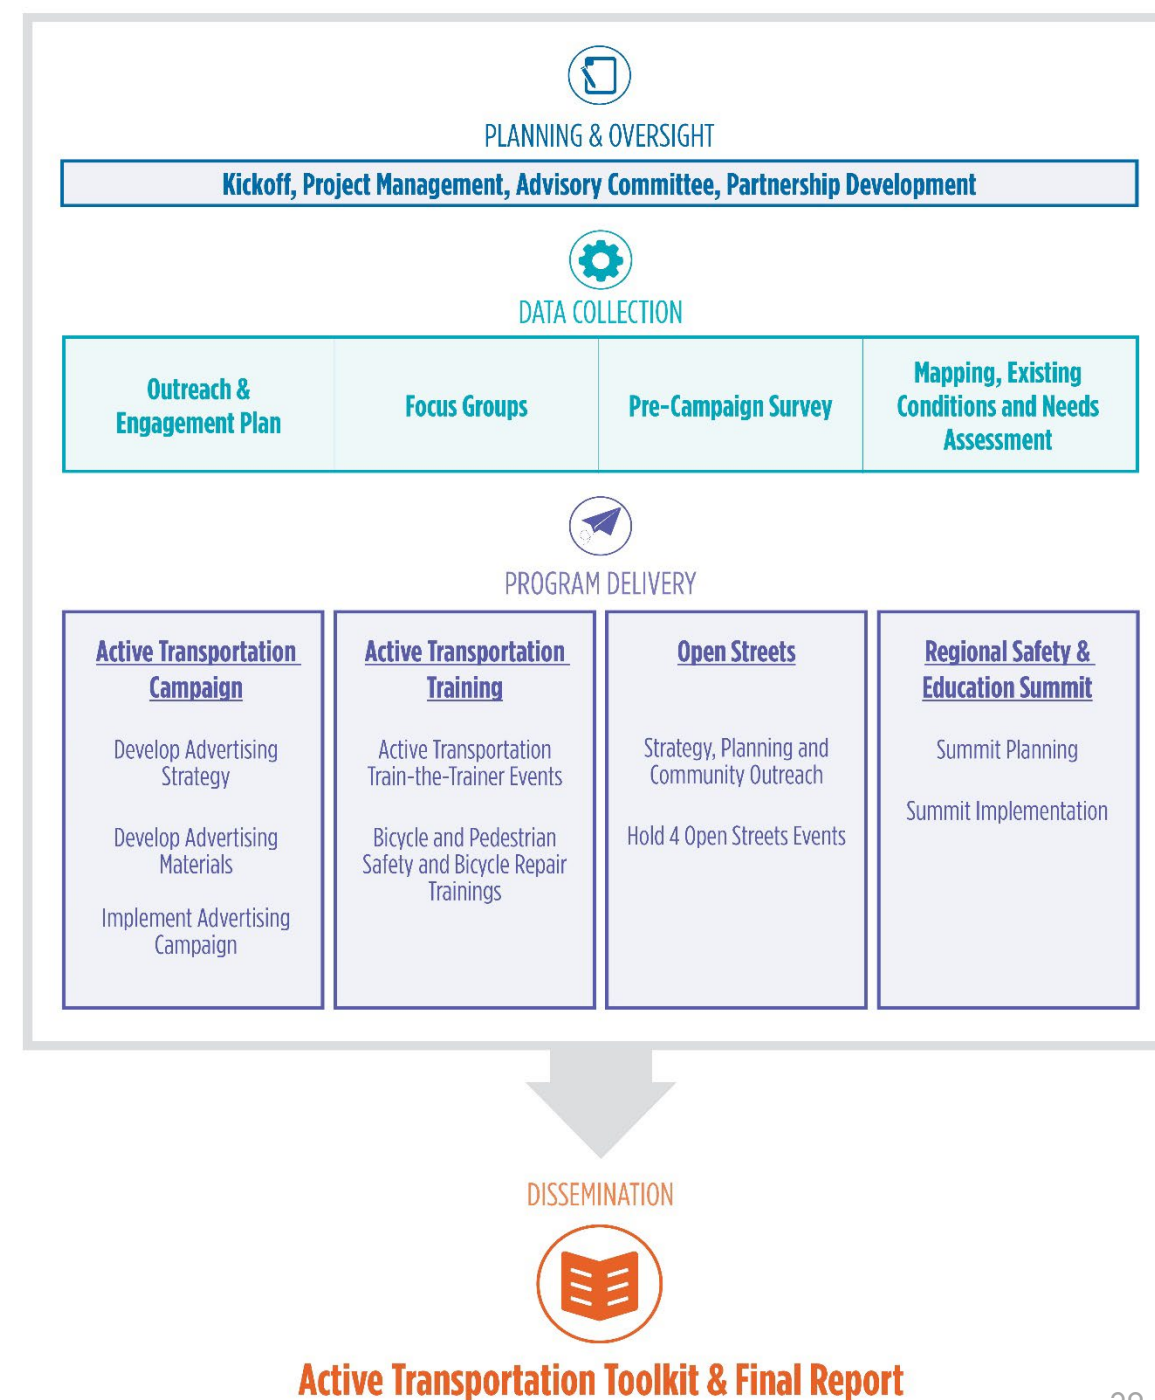 PLANNING & OVERSIGHT
Kickoff, Project Management, Advisory Committee, Partnership Development
DATA COLLECTION
Outreach &
Engagement Plan
Focus Groups
Pre-Campaign Survey
Mapping, Existing
Conditions and Needs
Assessment
PROGRAM DELIVERY
Active Transportation
Campaign
Develop Advertising
Strategy
Develop Advertising
Materials
Implement Advertising
Campaign
Active Transportation
Training
Active Transportation
Train-the-Trainer Events
Bicycle and Pedestrian
Safety and Bicycle Repair
Trainings
Open Streets
Strategy, Planning and
Community Outreach
Hold 4 Open Streets Events
Regional Safety &
Education Summit
Summit Planning
Summit Implementation
DISSEMINATION
Active Transportation Toolkit & Final Report